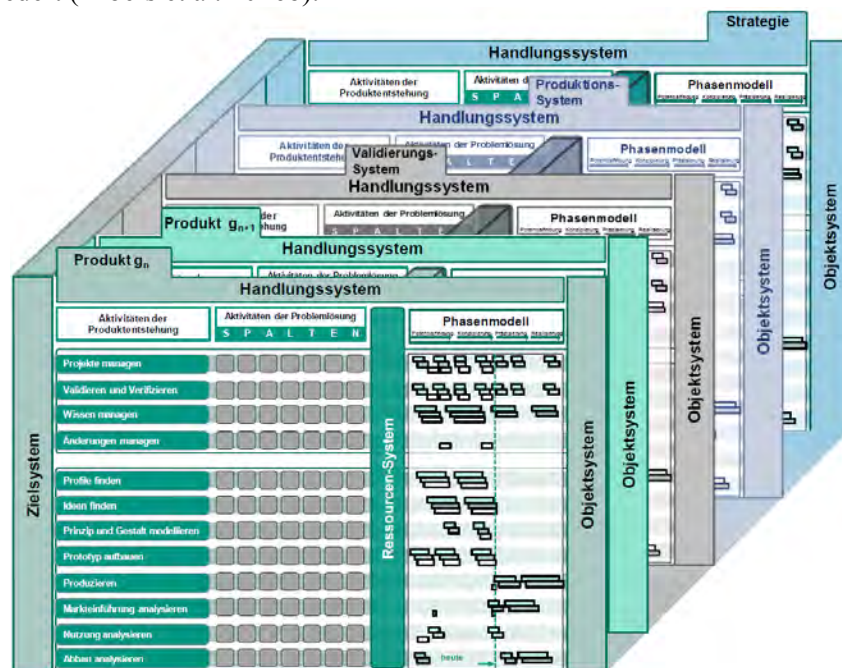 Strategie
Handlungssystem
Aktivitäten der
Produktentstehung
Aktivitäten der
S P A L
Phasenmodell
Objektsystem
Produktions-
System
Handlungssystem
Aktivitäten der
Phasenmodell
Objektsystem
Validierungs-
System
Handlungssystem
Aktivitäten der Problemlösung
Phasenmodell
Objektsystem
Produkt gn+1
Handlungssystem
Objektsystem
Produkt gn
Handlungssystem
Zielsystem
Aktivitäten der
Produktentstehung
Aktivitäten der Problemlösung
S P A L T E N
Ressourcen-System
Phasenmodell
Objektsystem
Projekte managen
Validieren und Verifizieren
Wissen managen
Änderungen managen
Profile finden
Ideen finden
Prinzip und Gestalt modellieren
Prototyp aufbauen
Produzieren
Markteinführung analysieren
Nutzung analysieren
Abbau analysieren
heute